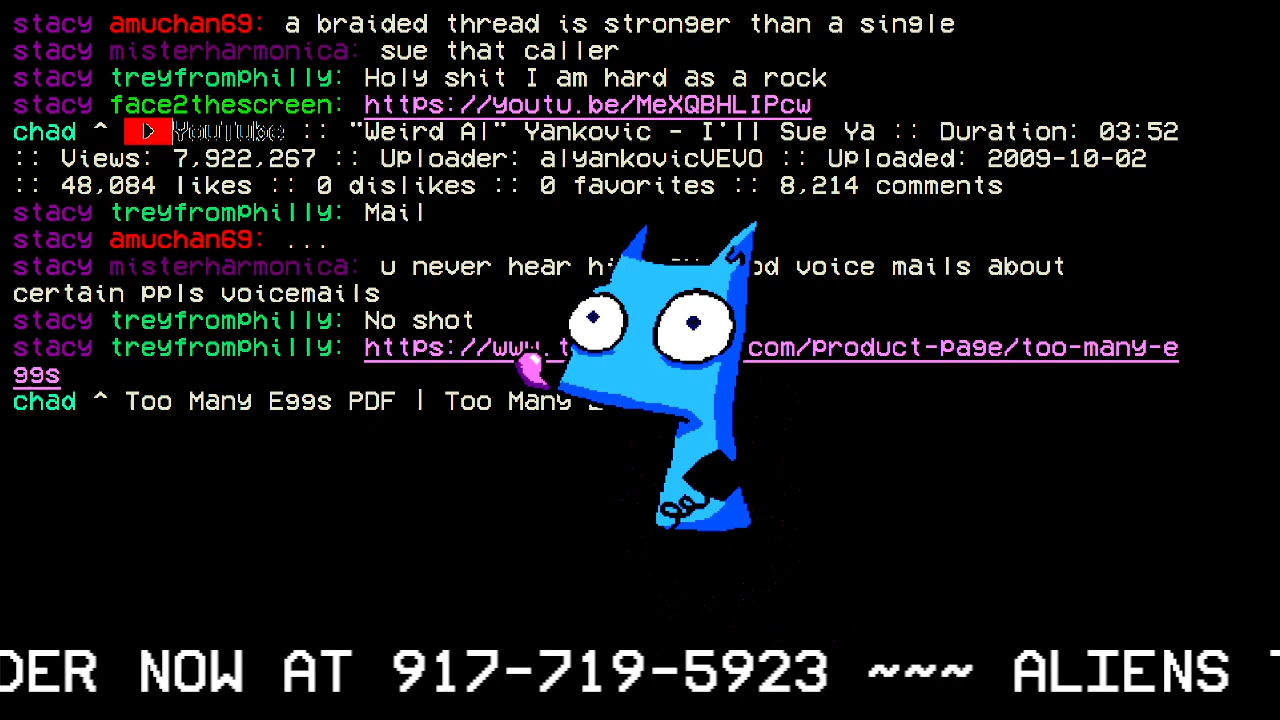 stacy amuchan69: a braided thread is stronger than a single
stacy misterharmonica: sue that caller
stacy treyfromphilly: Holy shit I am hard as a rock
stacy face2thescreen: https://youtu.be/MeXQBHLIPcw
chad ^ YouTube :: "Weird Al" Yankovic - I'll Sue Ya :: Duration: 03:52
:: Views: 7,922,267 :: Uploader: alyankovicVEVO :: Uploaded: 2009-10-02
:: 48,084 likes :: 0 dislikes :: 0 favorites :: 8,214 comments
stacy treyfromphilly: Mail
stacy amuchan69: ...
stacy misterharmonica: u never hear voice mails about
certain ppls voicemails
stacy treyfromphilly: No shot
stacy treyfromphilly: https://www.t com/product-page/too-many-e
ggs
chad ^ Too Many Eggs PDF | Too Many
DER NOW AT 917-719-5923 ~~~ ALIENS